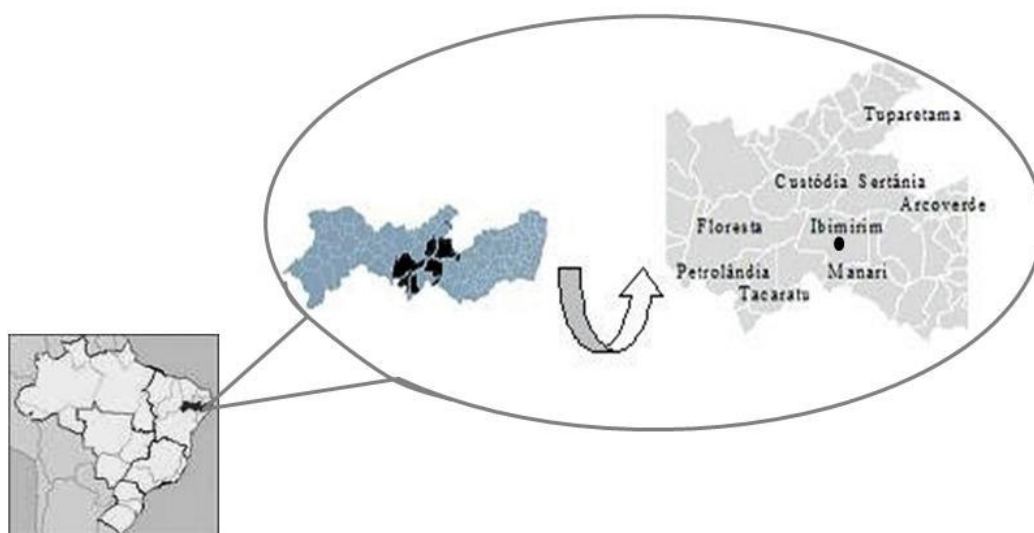 Tuparetama
Custódia Sertânia
Arcoverde
Floresta Ibimirim
Petrolândia Manari
Tacaratu